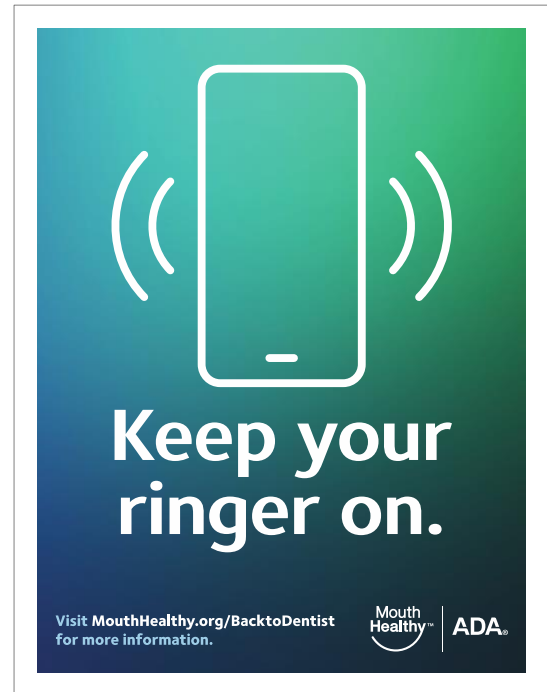 Keep your
ringer on.
Visit MouthHealthy.org/BacktoDentist
for more information.
Mouth
Healthy™
ADA®